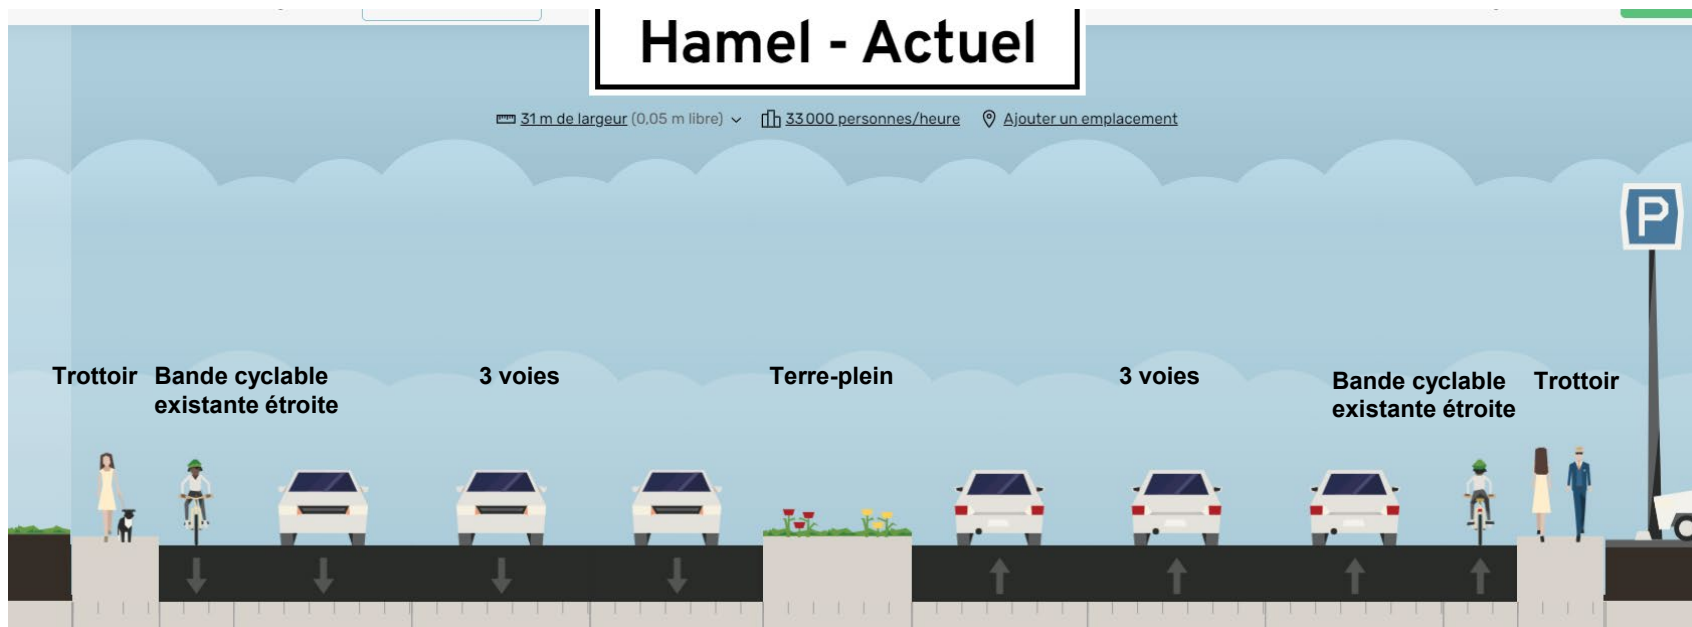 Hamel - Actuel
31 m de largeur (0,05 m libre) 33 000 personnes/heure Ajouter un emplacement
P
Trottoir Bande cyclable existante étroite
3 voies
Terre-plein
3 voies
Bande cyclable existante étroite
Trottoir